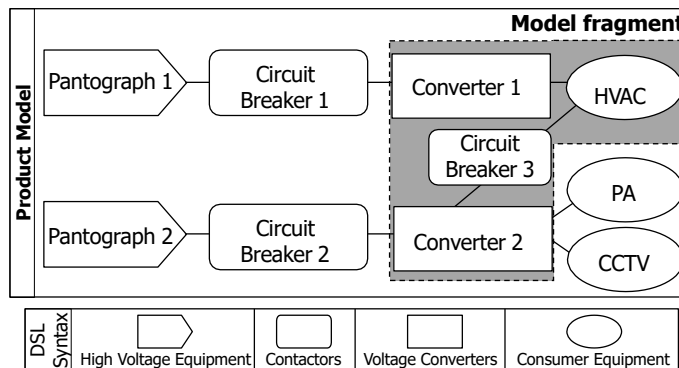 Model fragment
Product Model
Pantograph 1
Circuit
Breaker 1
Converter 1
HVAC
Circuit
Breaker 3
Pantograph 2
Circuit
Breaker 2
Converter 2
PA
CCTV
DSL
Syntax
High Voltage Equipment
Contactors
Voltage Converters
Consumer Equipment